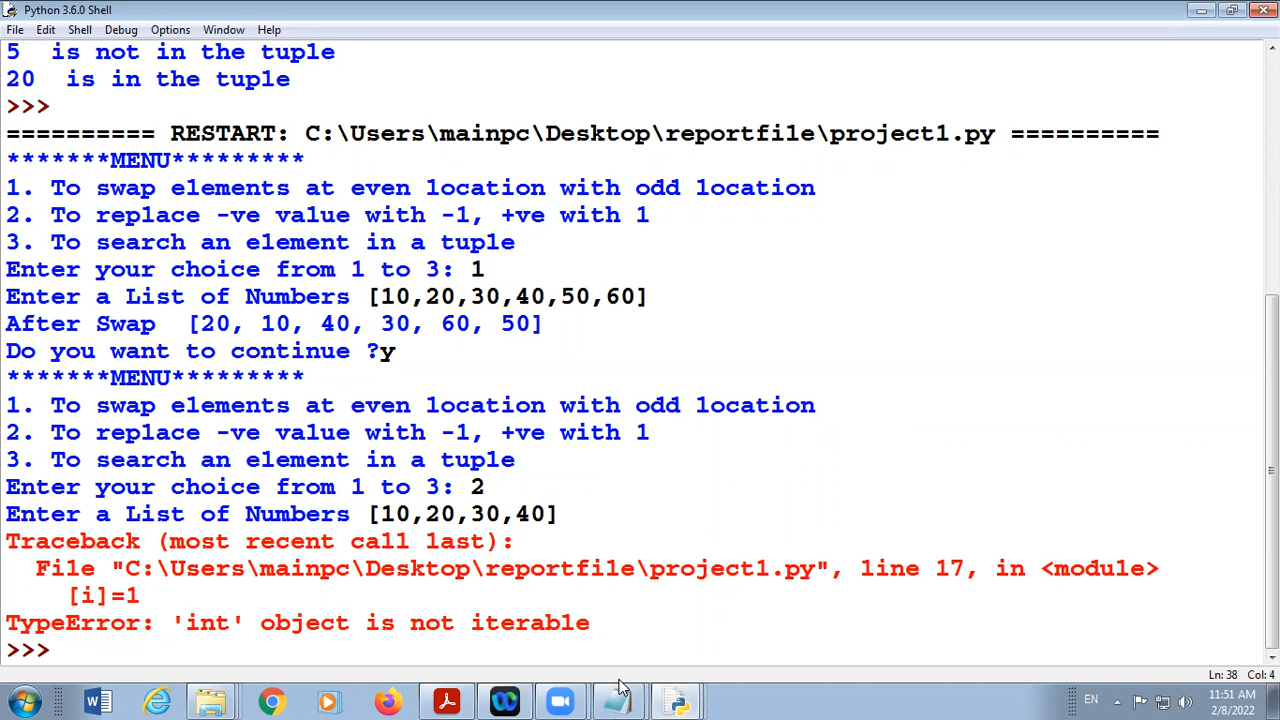 Python 3.6.0 Shell
File Edit Shell Debug Options Window Help
5  is not in the tuple
20  is in the tuple
>>>
========== RESTART: C:\Users\mainpc\Desktop\reportfile\project1.py ==========
*******MENU*********
1. To swap elements at even location with odd location
2. To replace -ve value with -1, +ve with 1
3. To search an element in a tuple
Enter your choice from 1 to 3: 1
Enter a List of Numbers [10,20,30,40,50,60]
After Swap  [20, 10, 40, 30, 60, 50]
Do you want to continue ?y
*******MENU*********
1. To swap elements at even location with odd location
2. To replace -ve value with -1, +ve with 1
3. To search an element in a tuple
Enter your choice from 1 to 3: 2
Enter a List of Numbers [10,20,30,40]
Traceback (most recent call last):
  File "C:\Users\mainpc\Desktop\reportfile\project1.py", line 17, in <module>
    [i]=1
TypeError: 'int' object is not iterable
>>>
Ln: 38 Col: 4
EN
11:51 AM
2/8/2022